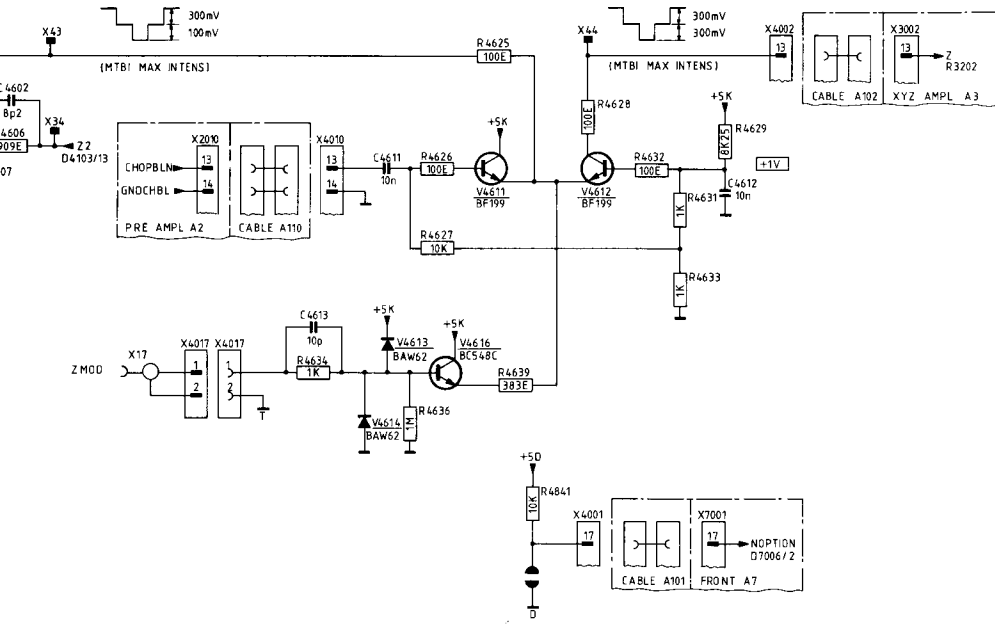 300mV
100mV
X43
(MTB1 MAX INTENS)
R4625
100E
300mV
300mV
X44
(MTB1 MAX INTENS)
X4002
13
CABLE A102
X3002
13
Z
R3202
XYZ AMPL A3
C4602
8p2
X34
4606
909E
Z2
D4103/13
07
X2010
CHOPBLN
13
GNDCHBL
14
PRE AMPL A2
CABLE A110
X4010
13
14
C4611
10n
R4626
100E
+5K
V4611
BF199
R4628
100E
V4612
BF199
R4632
100E
+5K
R4629
8K25
+1V
C4612
10n
R4631
1K
R4627
10K
R4633
1K
ZMOD
X17
X4017
1
2
X4017
1
2
T
C4613
10p
R4634
1K
+5K
V4613
BAW62
V4614
BAW62
R4636
1M
+5K
V4616
BC548C
R4639
383E
+5D
R4841
10K
D
X4001
17
CABLE A101
X7001
17
NOPTION
D7006/2
FRONT A7